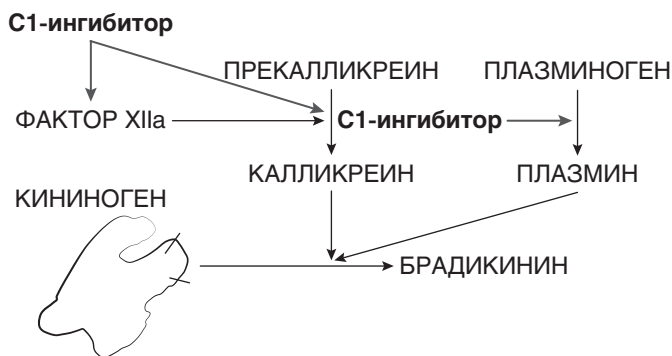 С1-ингибитор
ПРЕКАЛЛИКРЕИН ПЛАЗМИНОГЕН
ФАКТОР XIIa С1-ингибитор
КАЛЛИКРЕИН ПЛАЗМИН
КИНИНОГЕН
БРАДИКИНИН